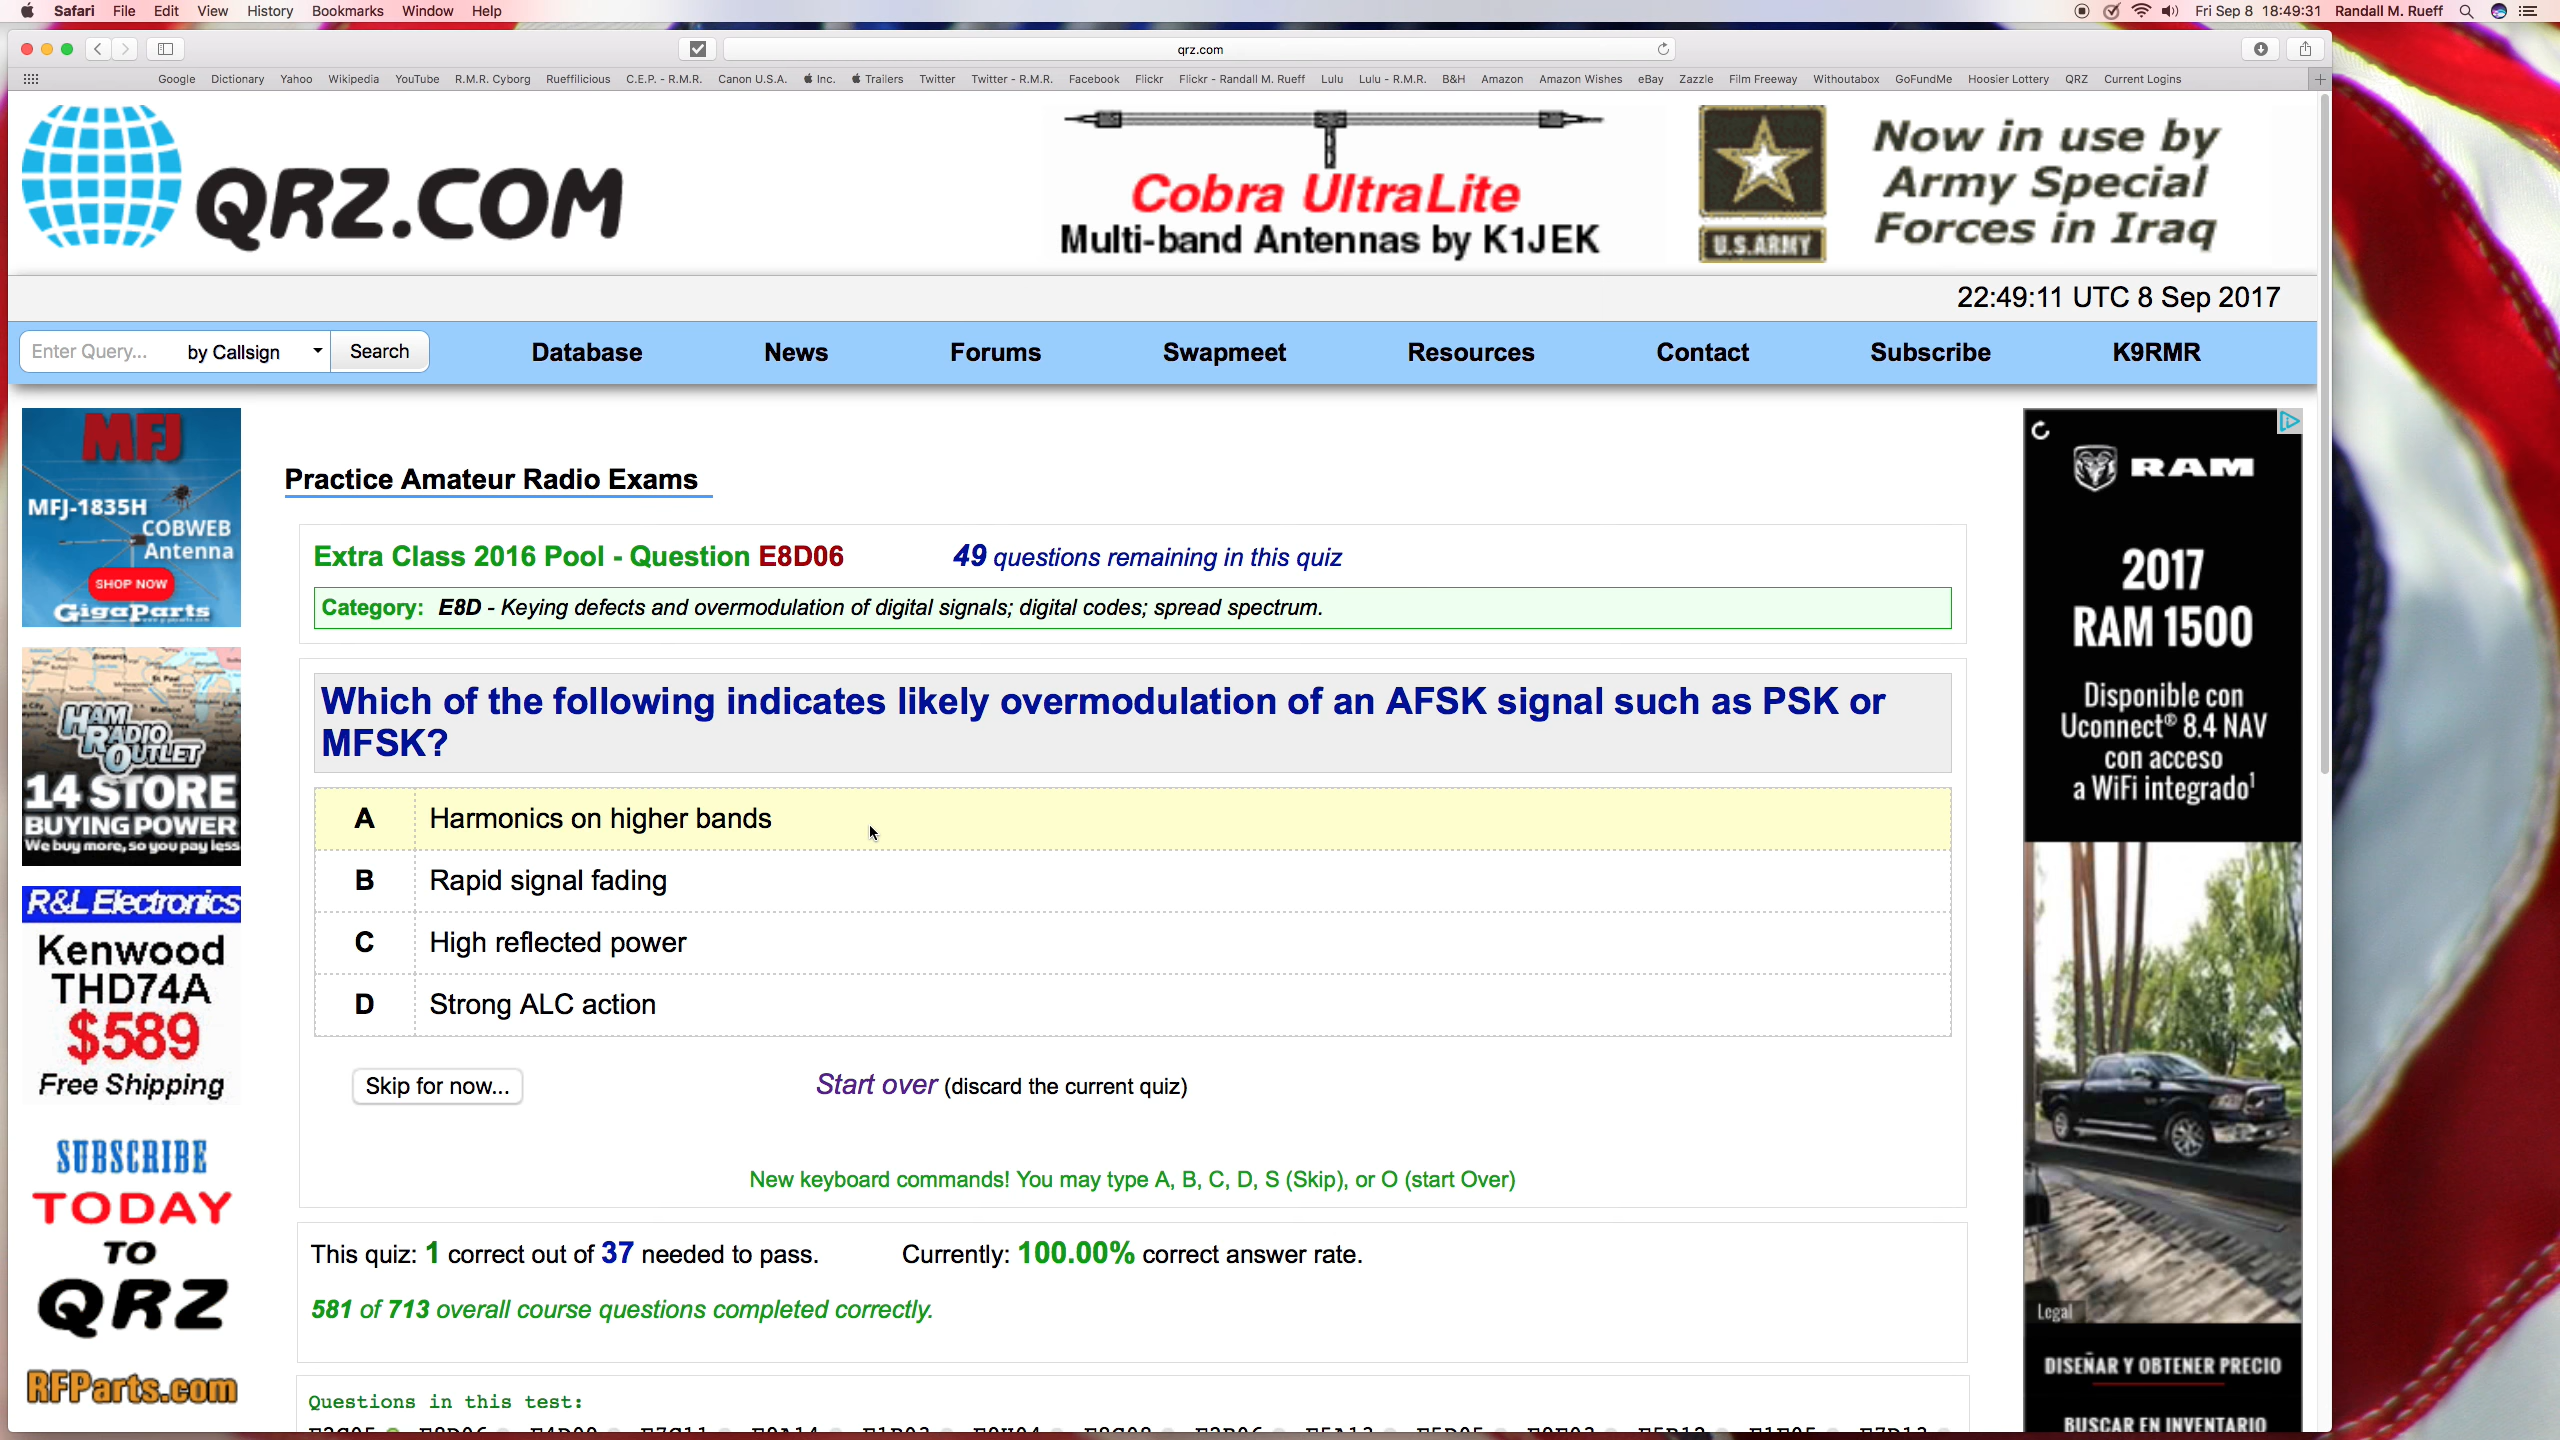 Safari File Edit View History Bookmarks Window Help
Fri Sep 8 18:49:31 Randall M. Rueff
qrz.com
Google Dictionary Yahoo Wikipedia YouTube R.M.R. Cyborg Rueffilicious C.E.P. - R.M.R. Canon U.S.A. Inc. Trailers Twitter Twitter - R.M.R. Facebook Flickr Flickr - Randall M. Rueff Lulu Lulu - R.M.R. B&H Amazon Amazon Wishes eBay Zazzle Film Freeway Withoutabox GoFundMe Hoosier Lottery QRZ Current Logins
QRZ.COM
Cobra UltraLite
Multi-band Antennas by K1JEK
U.S.ARMY
Now in use by
Army Special
Forces in Iraq
22:49:11 UTC 8 Sep 2017
Enter Query... by Callsign Search Database News Forums Swapmeet Resources Contact Subscribe K9RMR
MFJ
MFJ-1835H
COBWEB
Antenna
SHOP NOW
GigaParts
HAM
RADIO
OUTLET
14 STORE
BUYING POWER
We buy more, so you pay less
R&L Electronics
Kenwood
THD74A
$589
Free Shipping
SUBSCRIBE
TODAY
TO
QRZ
RFParts.com
Practice Amateur Radio Exams
Extra Class 2016 Pool - Question E8D06 49 questions remaining in this quiz
Category: E8D - Keying defects and overmodulation of digital signals; digital codes; spread spectrum.
Which of the following indicates likely overmodulation of an AFSK signal such as PSK or
MFSK?
A Harmonics on higher bands
B Rapid signal fading
C High reflected power
D Strong ALC action
Skip for now... Start over (discard the current quiz)
New keyboard commands! You may type A, B, C, D, S (Skip), or O (start Over)
This quiz: 1 correct out of 37 needed to pass. Currently: 100.00% correct answer rate.
581 of 713 overall course questions completed correctly.
Questions in this test:
RAM
2017
RAM 1500
Disponible con
Uconnect® 8.4 NAV
con acceso
a WiFi integrado¹
Legal
DISEÑAR Y OBTENER PRECIO
BUSCAR EN INVENTARIO